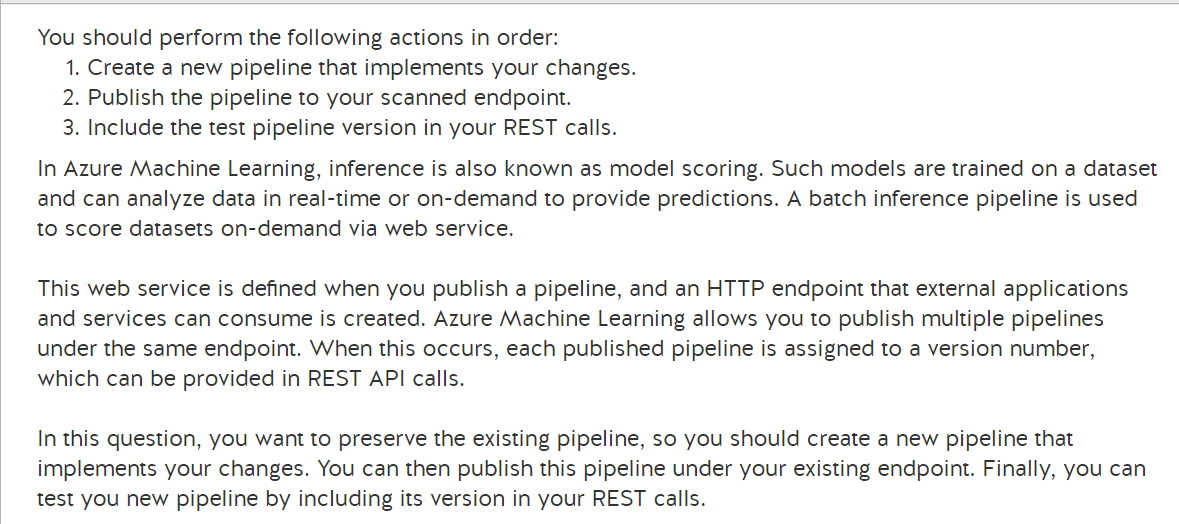 You should perform the following actions in order:
1. Create a new pipeline that implements your changes.
2. Publish the pipeline to your scanned endpoint.
3. Include the test pipeline version in your REST calls.
In Azure Machine Learning, inference is also known as model scoring. Such models are trained on a dataset
and can analyze data in real-time or on-demand to provide predictions. A batch inference pipeline is used
to score datasets on-demand via web service.
This web service is defined when you publish a pipeline, and an HTTP endpoint that external applications
and services can consume is created. Azure Machine Learning allows you to publish multiple pipelines
under the same endpoint. When this occurs, each published pipeline is assigned to a version number,
which can be provided in REST API calls.
In this question, you want to preserve the existing pipeline, so you should create a new pipeline that
implements your changes. You can then publish this pipeline under your existing endpoint. Finally, you can
test you new pipeline by including its version in your REST calls.